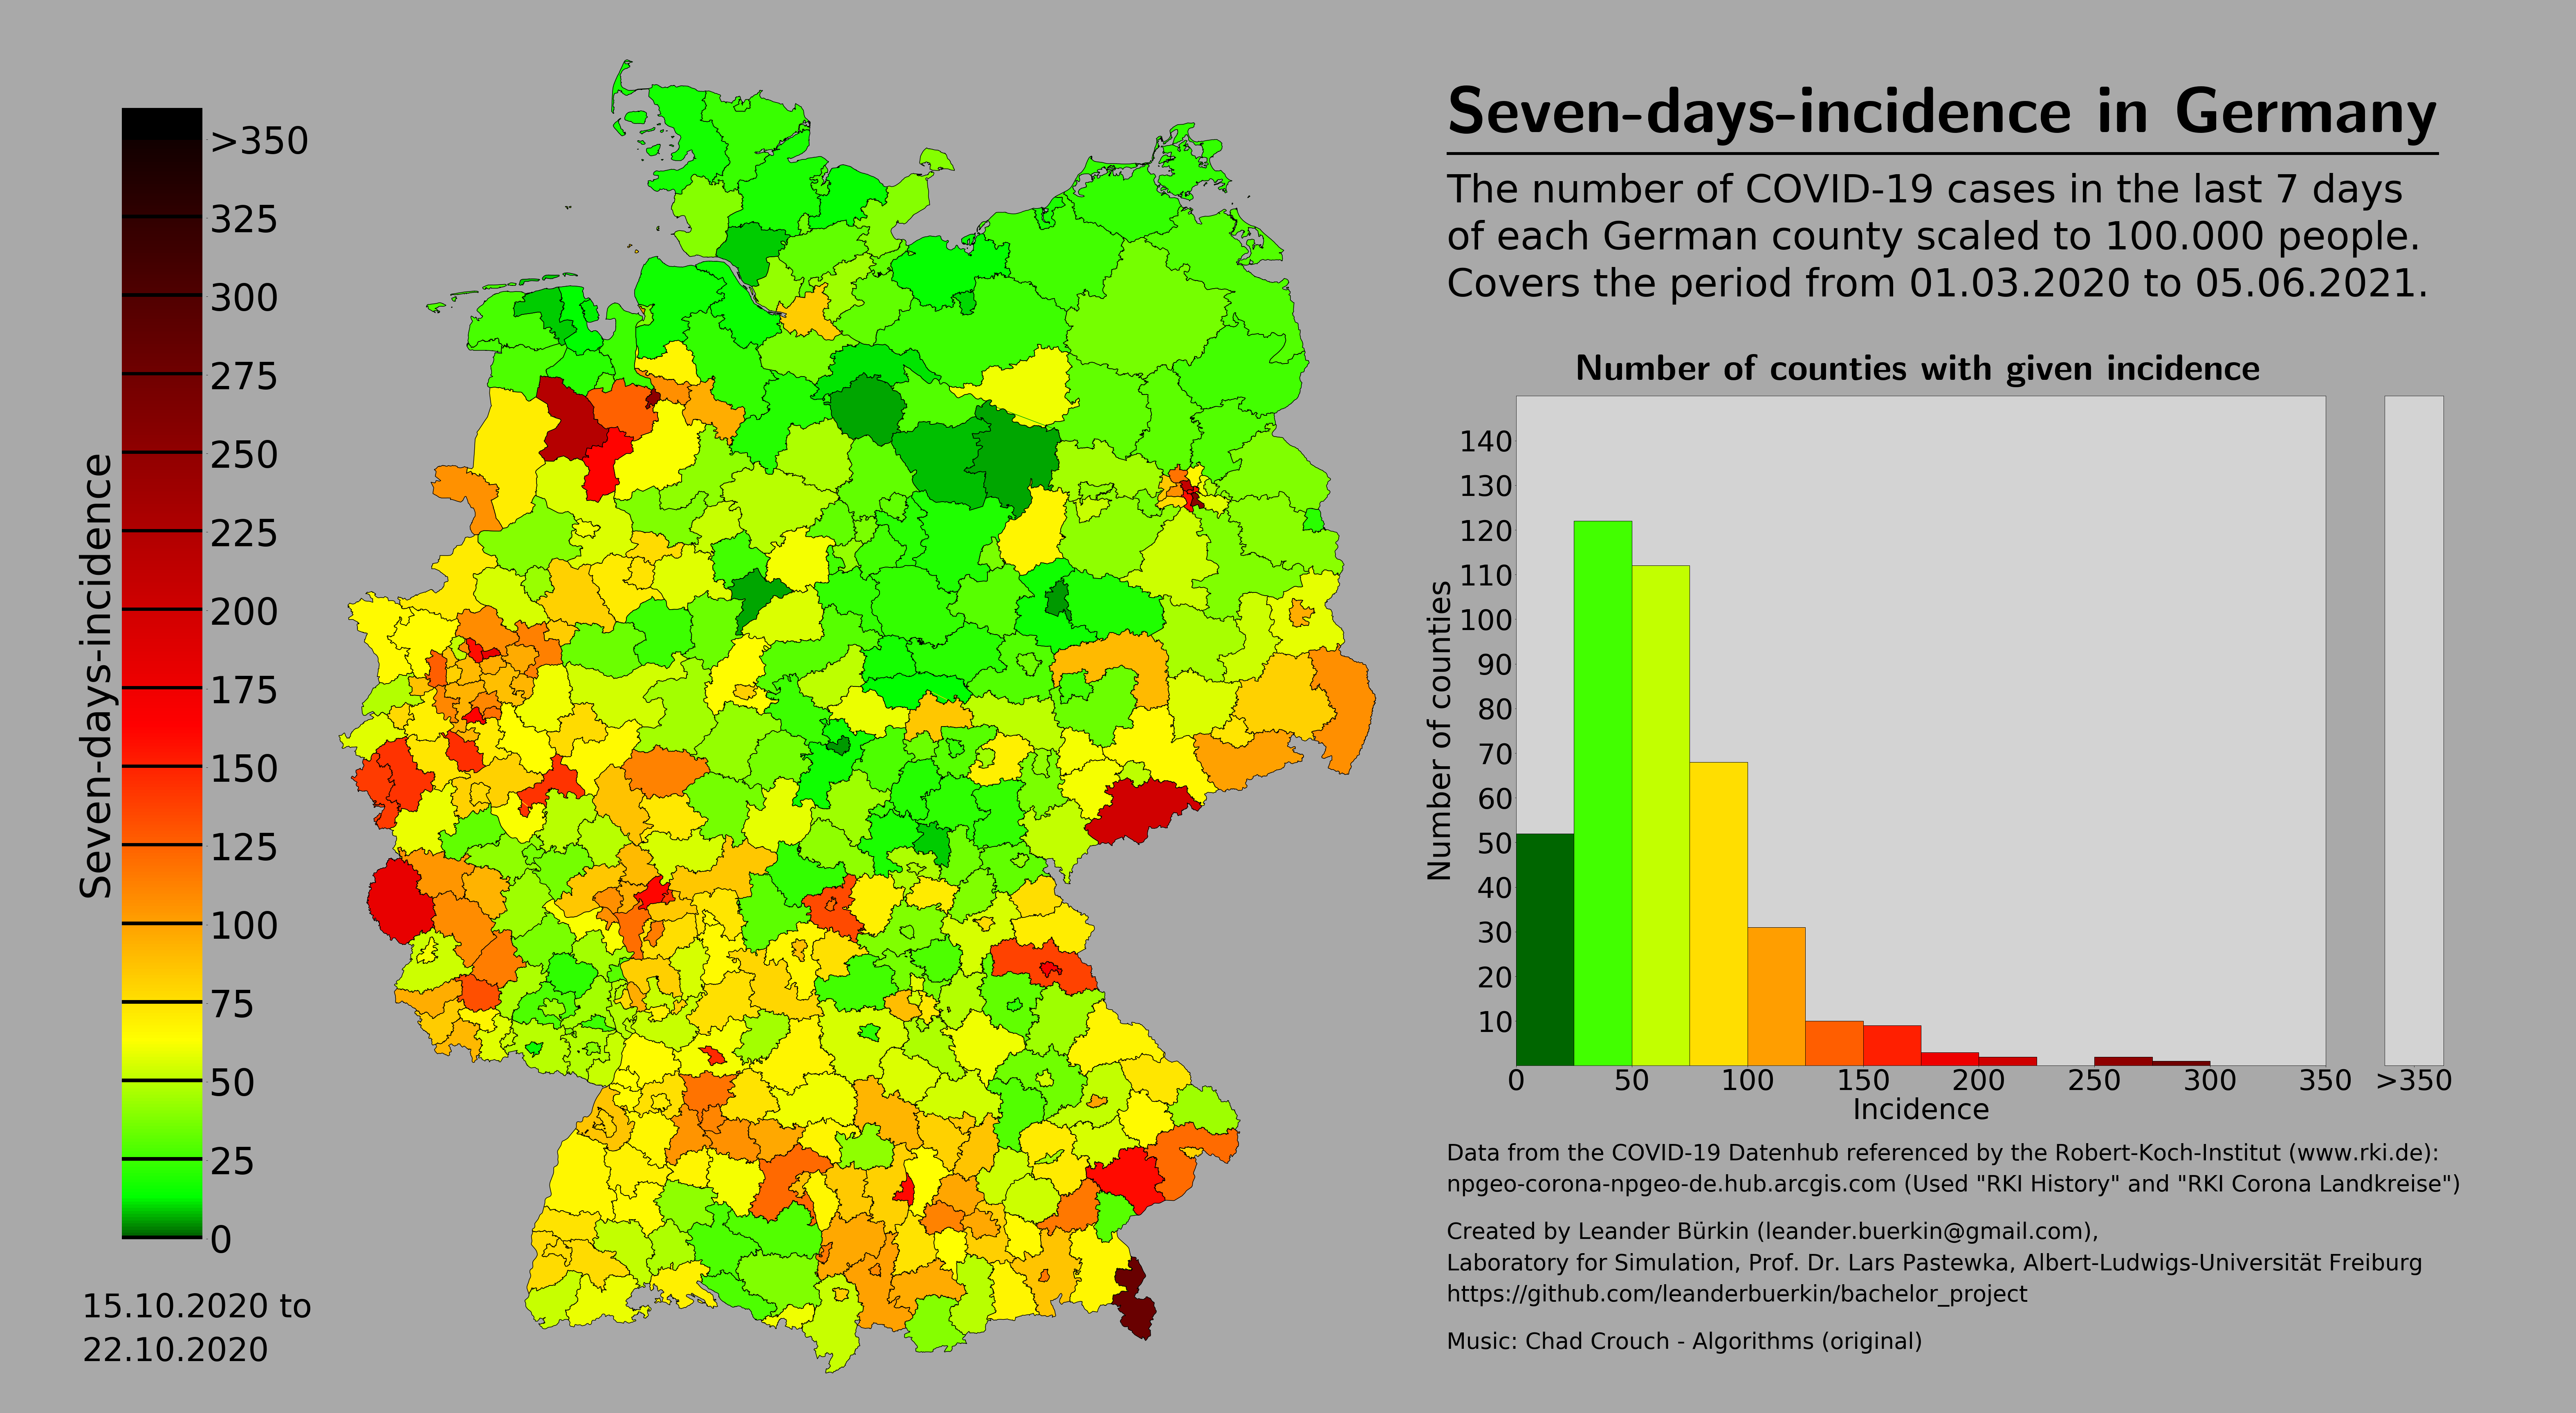 Seven-days-incidence in Germany
The number of COVID-19 cases in the last 7 days
of each German county scaled to 100.000 people.
Covers the period from 01.03.2020 to 05.06.2021.
Seven-days-incidence
>350
325
300
275
250
225
200
175
150
125
100
75
50
25
0
15.10.2020 to
22.10.2020
Number of counties with given incidence
Number of counties
140
130
120
110
100
90
80
70
60
50
40
30
20
10
0 50 100 150 200 250 300 350 >350
Incidence
Data from the COVID-19 Datenhub referenced by the Robert-Koch-Institut (www.rki.de):
npgeo-corona-npgeo-de.hub.arcgis.com (Used "RKI History" and "RKI Corona Landkreise")
Created by Leander Bürkin (leander.buerkin@gmail.com),
Laboratory for Simulation, Prof. Dr. Lars Pastewka, Albert-Ludwigs-Universität Freiburg
https://github.com/leanderbuerkin/bachelor_project
Music: Chad Crouch - Algorithms (original)